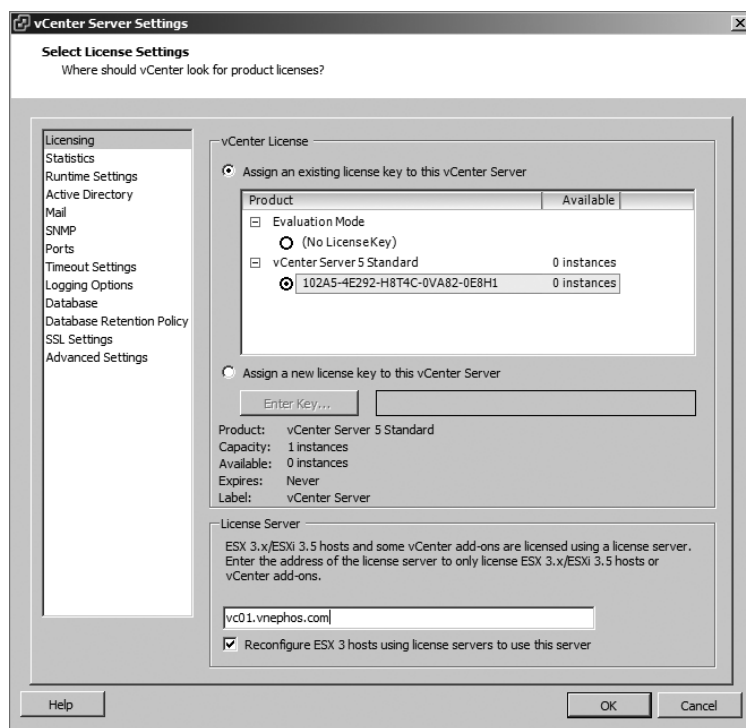 vCenter Server Settings
Select License Settings
Where should vCenter look for product licenses?
Licensing
Statistics
Runtime Settings
Active Directory
Mail
SNMP
Ports
Timeout Settings
Logging Options
Database
Database Retention Policy
SSL Settings
Advanced Settings
vCenter License
Assign an existing license key to this vCenter Server
Product Available
Evaluation Mode
(No License Key)
vCenter Server 5 Standard 0 instances
102A5-4E292-H8T4C-0VA82-0E8H1 0 instances
Assign a new license key to this vCenter Server
Enter Key...
Product: vCenter Server 5 Standard
Capacity: 1 instances
Available: 0 instances
Expires: Never
Label: vCenter Server
License Server
ESX 3.x/ESXi 3.5 hosts and some vCenter add-ons are licensed using a license server.
Enter the address of the license server to only license ESX 3.x/ESXi 3.5 hosts or
vCenter add-ons.
vc01.vnephos.com
Reconfigure ESX 3 hosts using license servers to use this server
Help
OK
Cancel